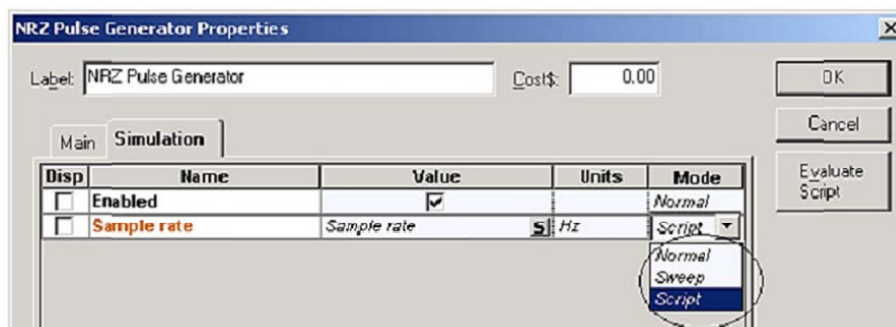 NRZ Pulse Generator Properties
Label: NRZ Pulse Generator Cost$: 0.00 OK
Cancel
Main Simulation
Evaluate Script
Disp Name Value Units Mode
Enabled Normal
Sample rate Sample rate S Hz Script
Normal
Sweep
Script